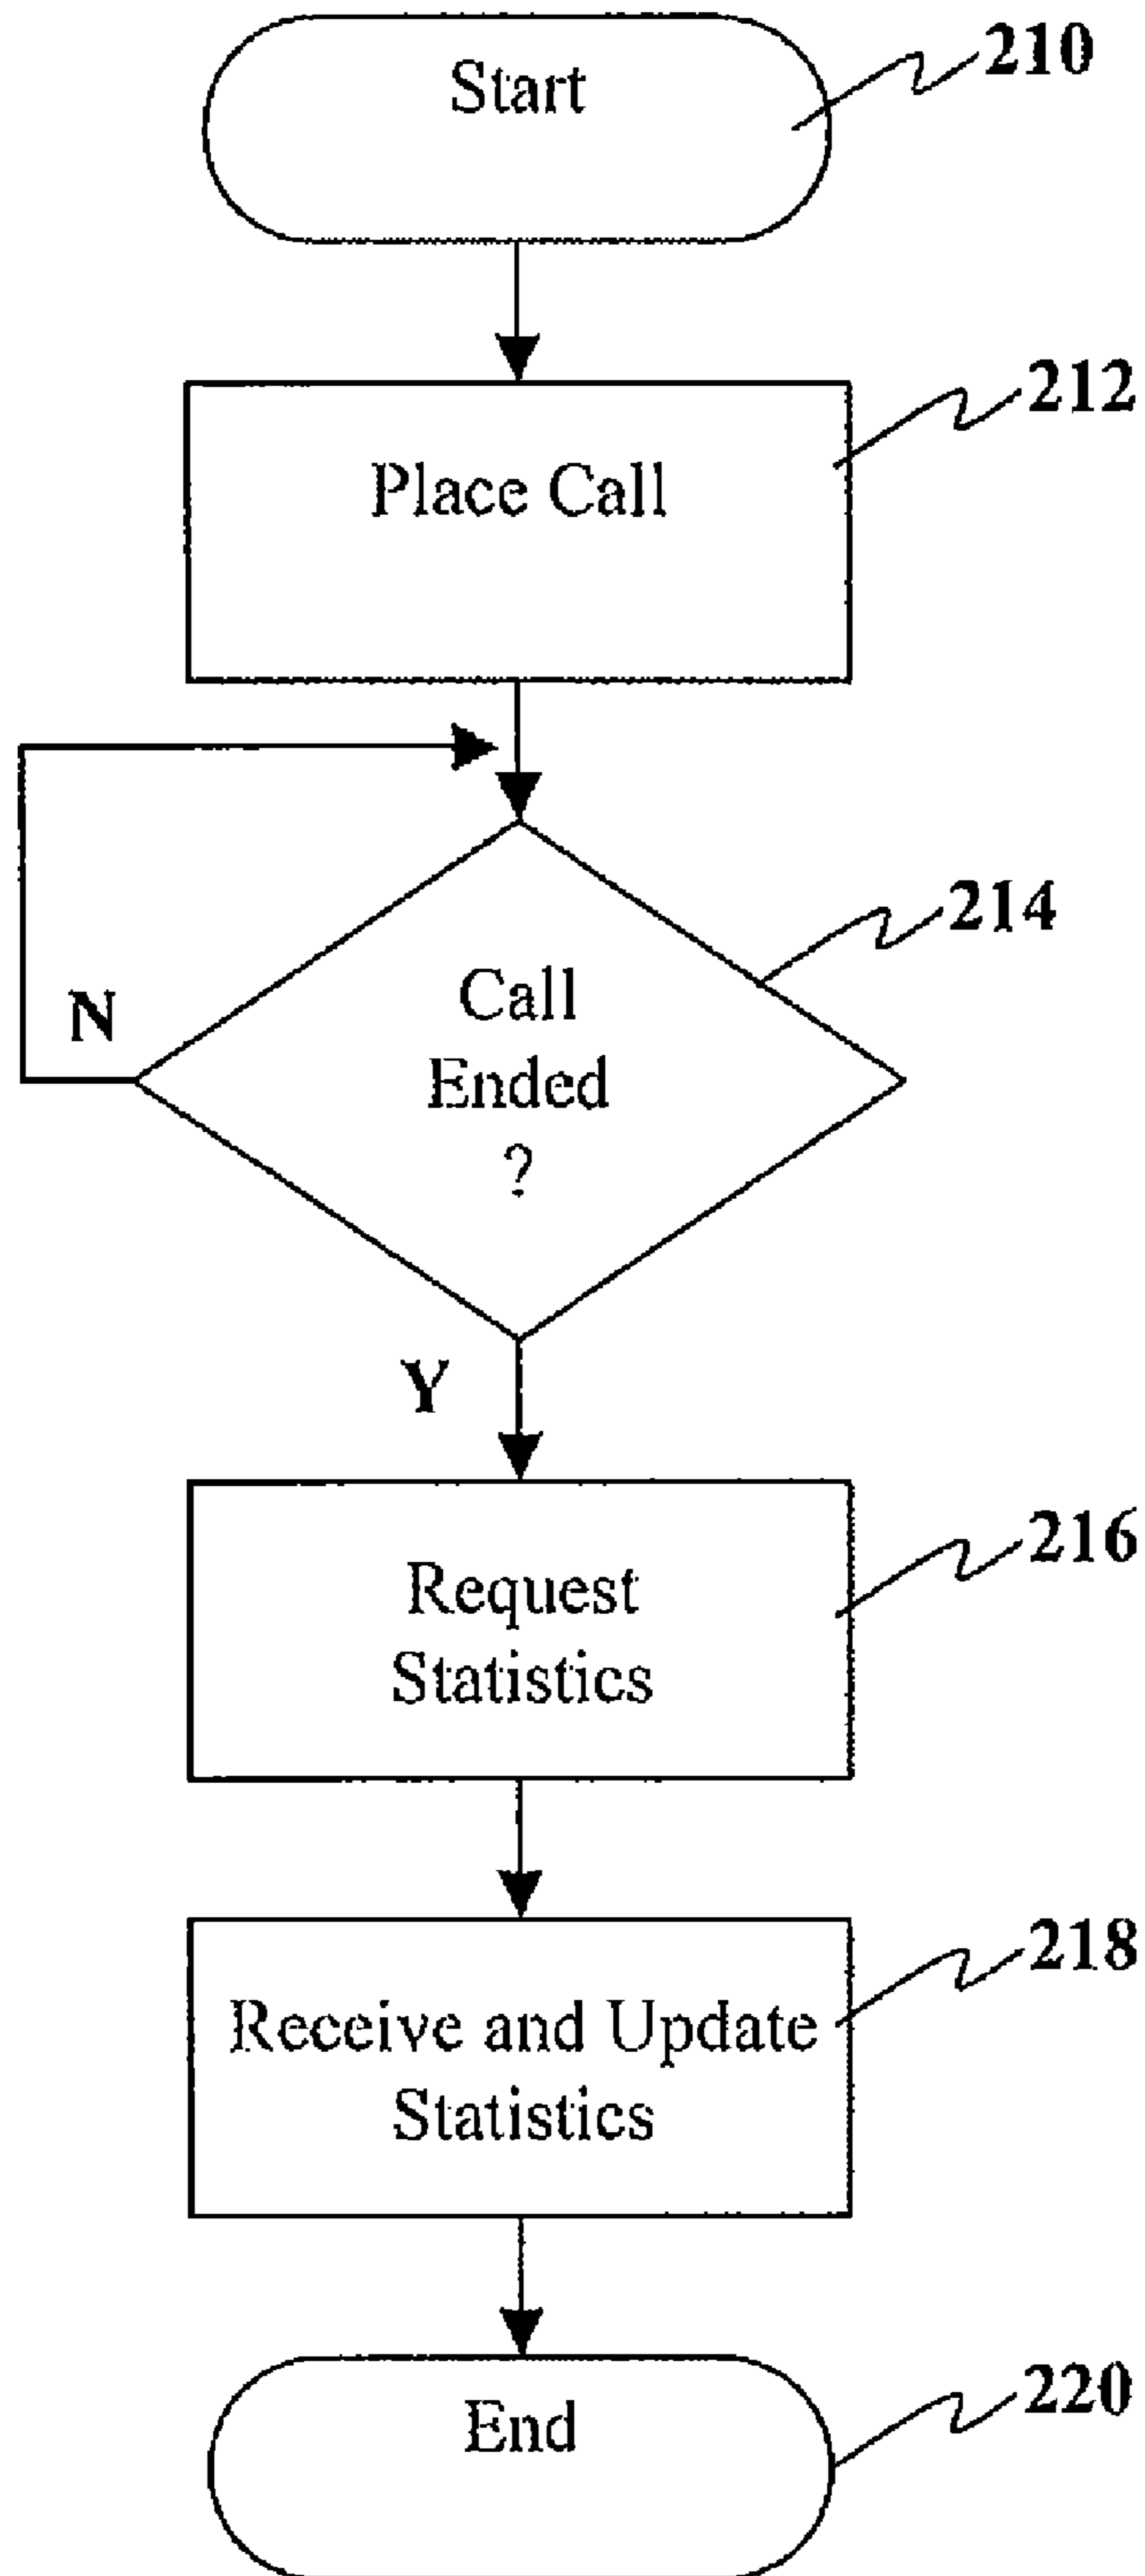 Start
210
Place Call
212
Call
Ended
?
214
N
Y
Request
Statistics
216
Receive and Update
Statistics
218
End
220